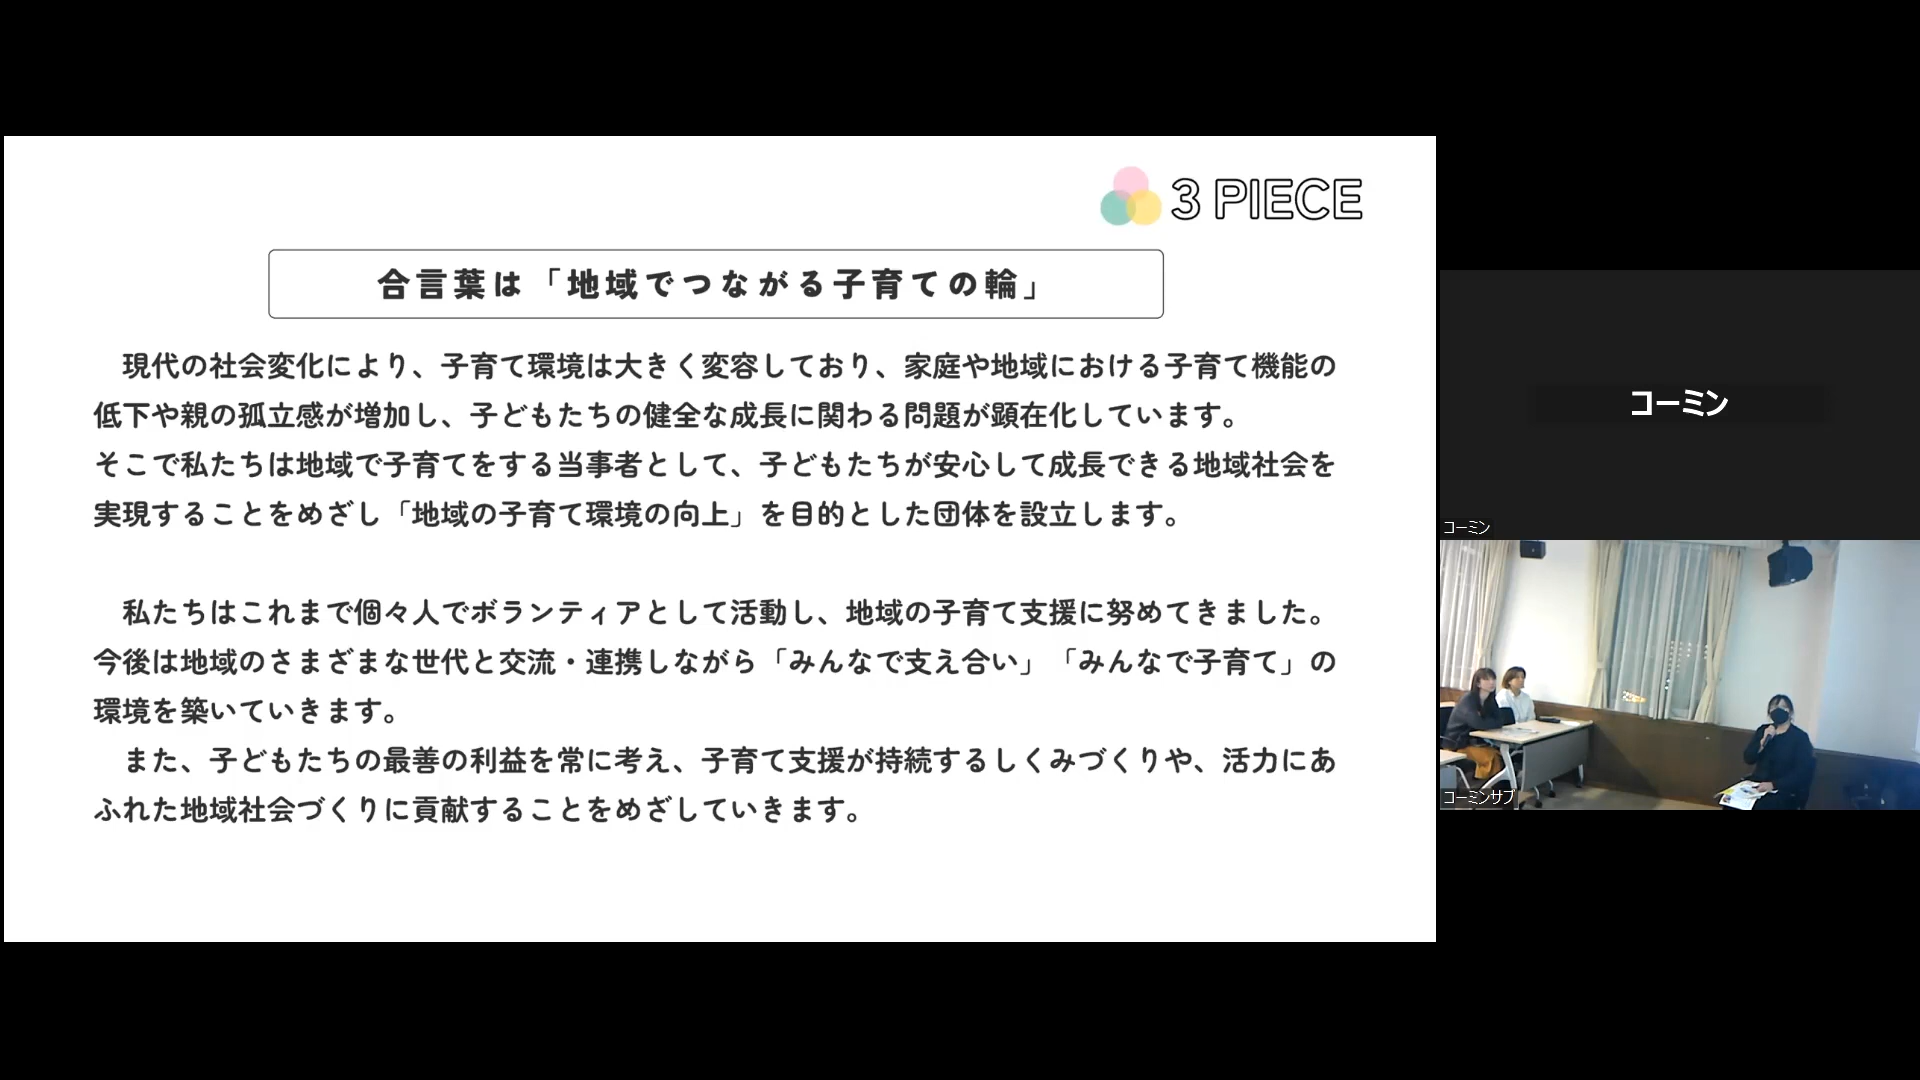 3 PIECE
合言葉は「地域でつながる子育ての輪」
現代の社会変化により、子育て環境は大きく変容しており、家庭や地域における子育て機能の
低下や親の孤立感が増加し、子どもたちの健全な成長に関わる問題が顕在化しています。
そこで私たちは地域で子育てをする当事者として、子どもたちが安心して成長できる地域社会を
実現することをめざし「地域の子育て環境の向上」を目的とした団体を設立します。
私たちはこれまで個々人でボランティアとして活動し、地域の子育て支援に努めてきました。
今後は地域のさまざまな世代と交流・連携しながら「みんなで支え合い」「みんなで子育て」の
環境を築いていきます。
また、子どもたちの最善の利益を常に考え、子育て支援が持続するしくみづくりや、活力にあ
ふれた地域社会づくりに貢献することをめざしていきます。
コーミン
コーミン
コーミンサブ